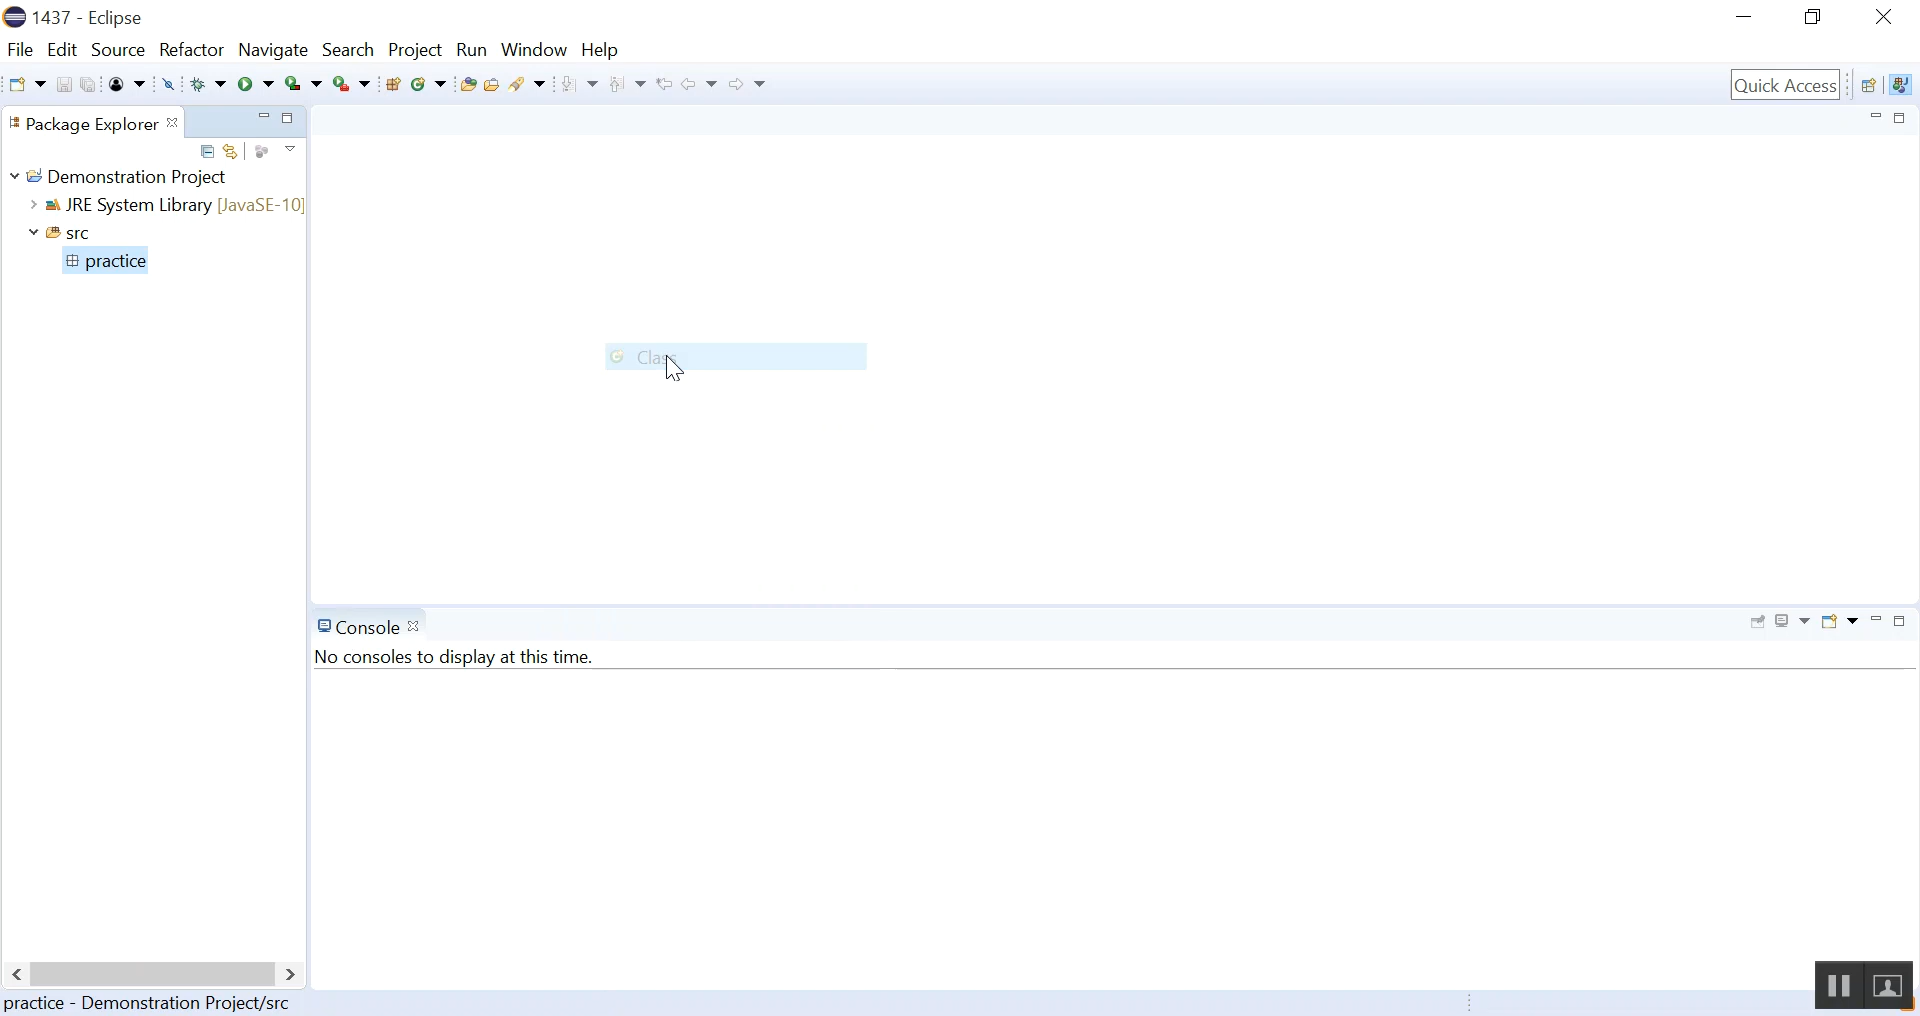 1437 - Eclipse
File Edit Source Refactor Navigate Search Project Run Window Help
Quick Access
Package Explorer
Demonstration Project
JRE System Library [JavaSE-10]
src
practice
Class
Console
No consoles to display at this time.
practice - Demonstration Project/src